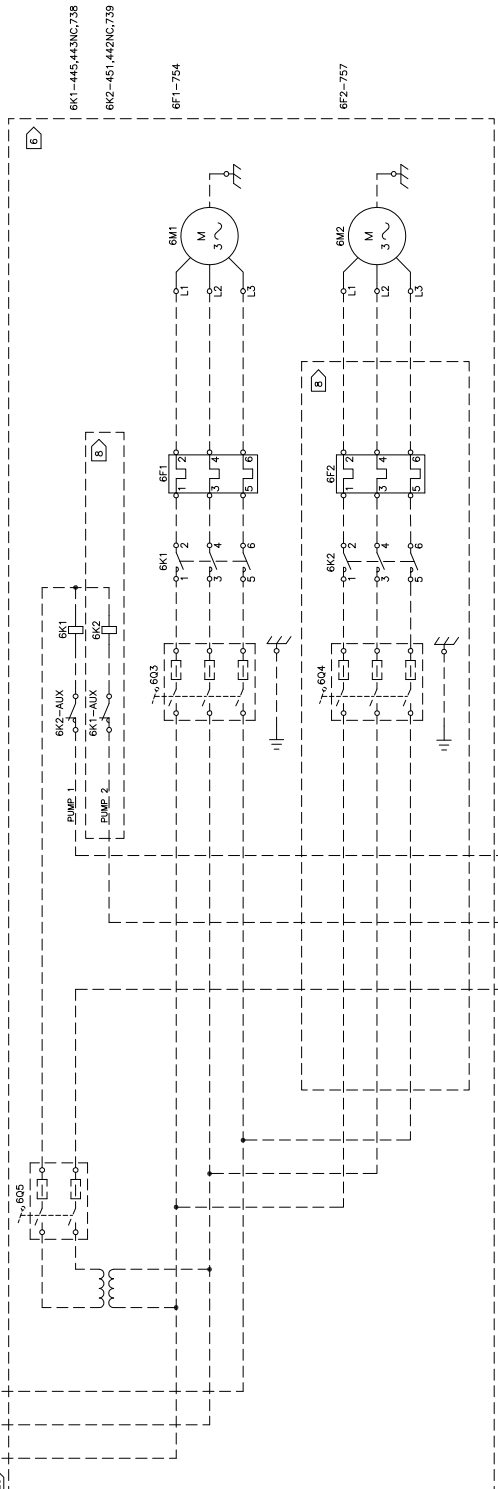 6K1-445,443NC,738
6K2-451,442NC,739
6F1-754
6F2-757
6
6M1
M
3
6M2
M
3
L1
L2
L3
L1
L2
L3
8
8
6F1
1
2
3
4
5
6
6F2
1
2
3
4
5
6
6K1
1
2
3
4
5
6
6K2
1
2
3
4
5
6
6K1
6K2
6K2-AUX
6K1-AUX
PUMP 1
PUMP 2
6Q3
6Q4
6Q5